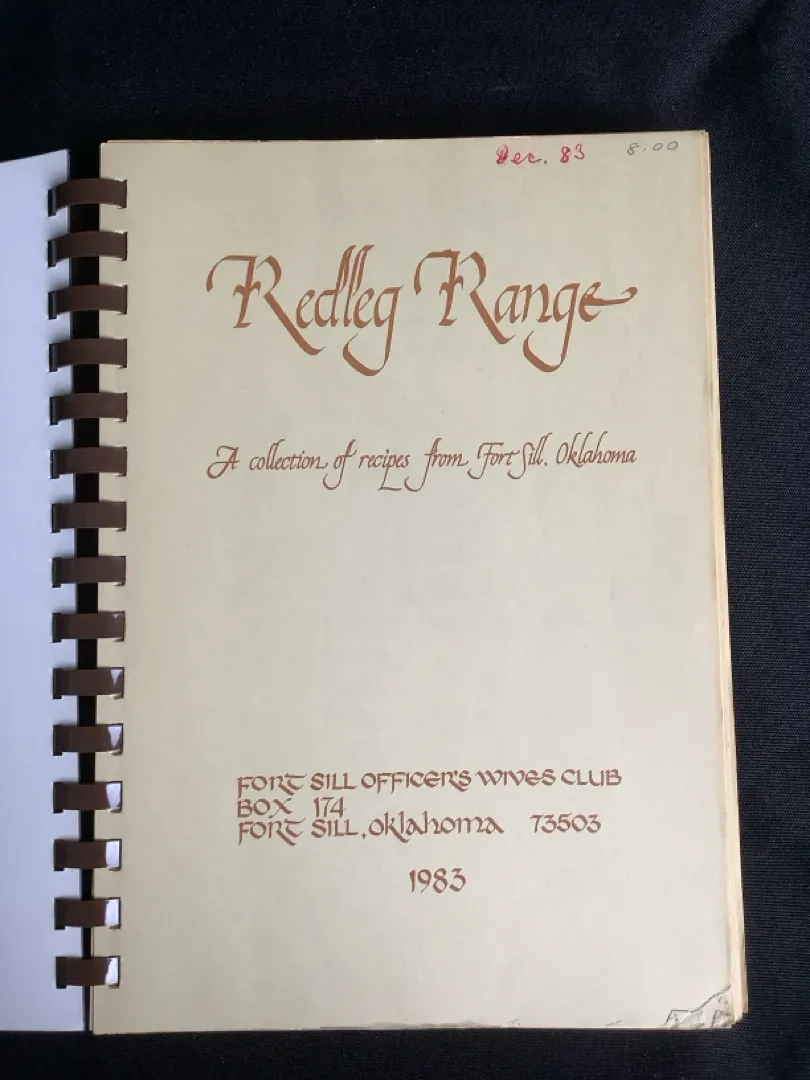 Dec. 83 8.00
Redleg Range
A collection of recipes from Fort Sill, Oklahoma
FORT SILL OFFICER'S WIVES CLUB
BOX 174
FORT SILL, Oklahoma 73503
1983